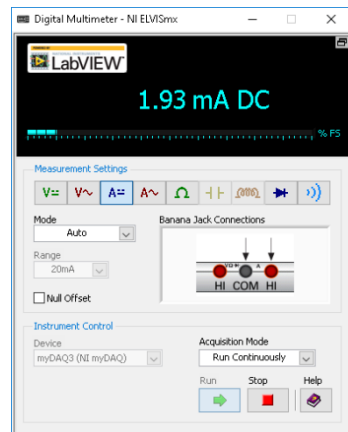 Digital Multimeter - NI ELVISmx
LabVIEW
1.93 mA DC
% FS
Measurement Settings
V V A A Ω
Mode
Banana Jack Connections
Auto
Range
20mA
HI COM HI
Null Offset
Instrument Control
Device
Acquisition Mode
myDAQ3 (NI myDAQ)
Run Continuously
Run Stop Help